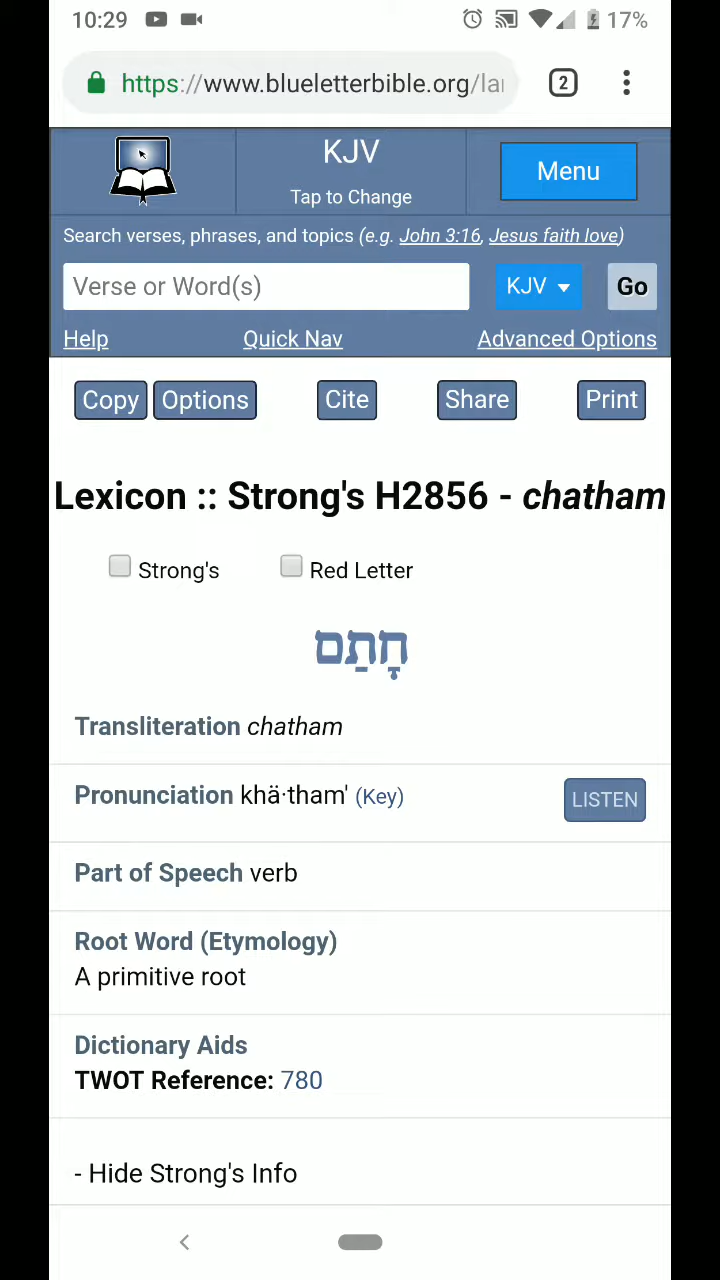 10:29 17%
https://www.blueletterbible.org/la
2
KJV
Tap to Change
Menu
Search verses, phrases, and topics (e.g. John 3:16, Jesus faith love)
Verse or Word(s) KJV Go
Help Quick Nav Advanced Options
Copy Options Cite Share Print
Lexicon :: Strong's H2856 - chatham
Strong's Red Letter
חָתַם
Transliteration chatham
Pronunciation khä·tham' (Key) LISTEN
Part of Speech verb
Root Word (Etymology)
A primitive root
Dictionary Aids
TWOT Reference: 780
- Hide Strong's Info